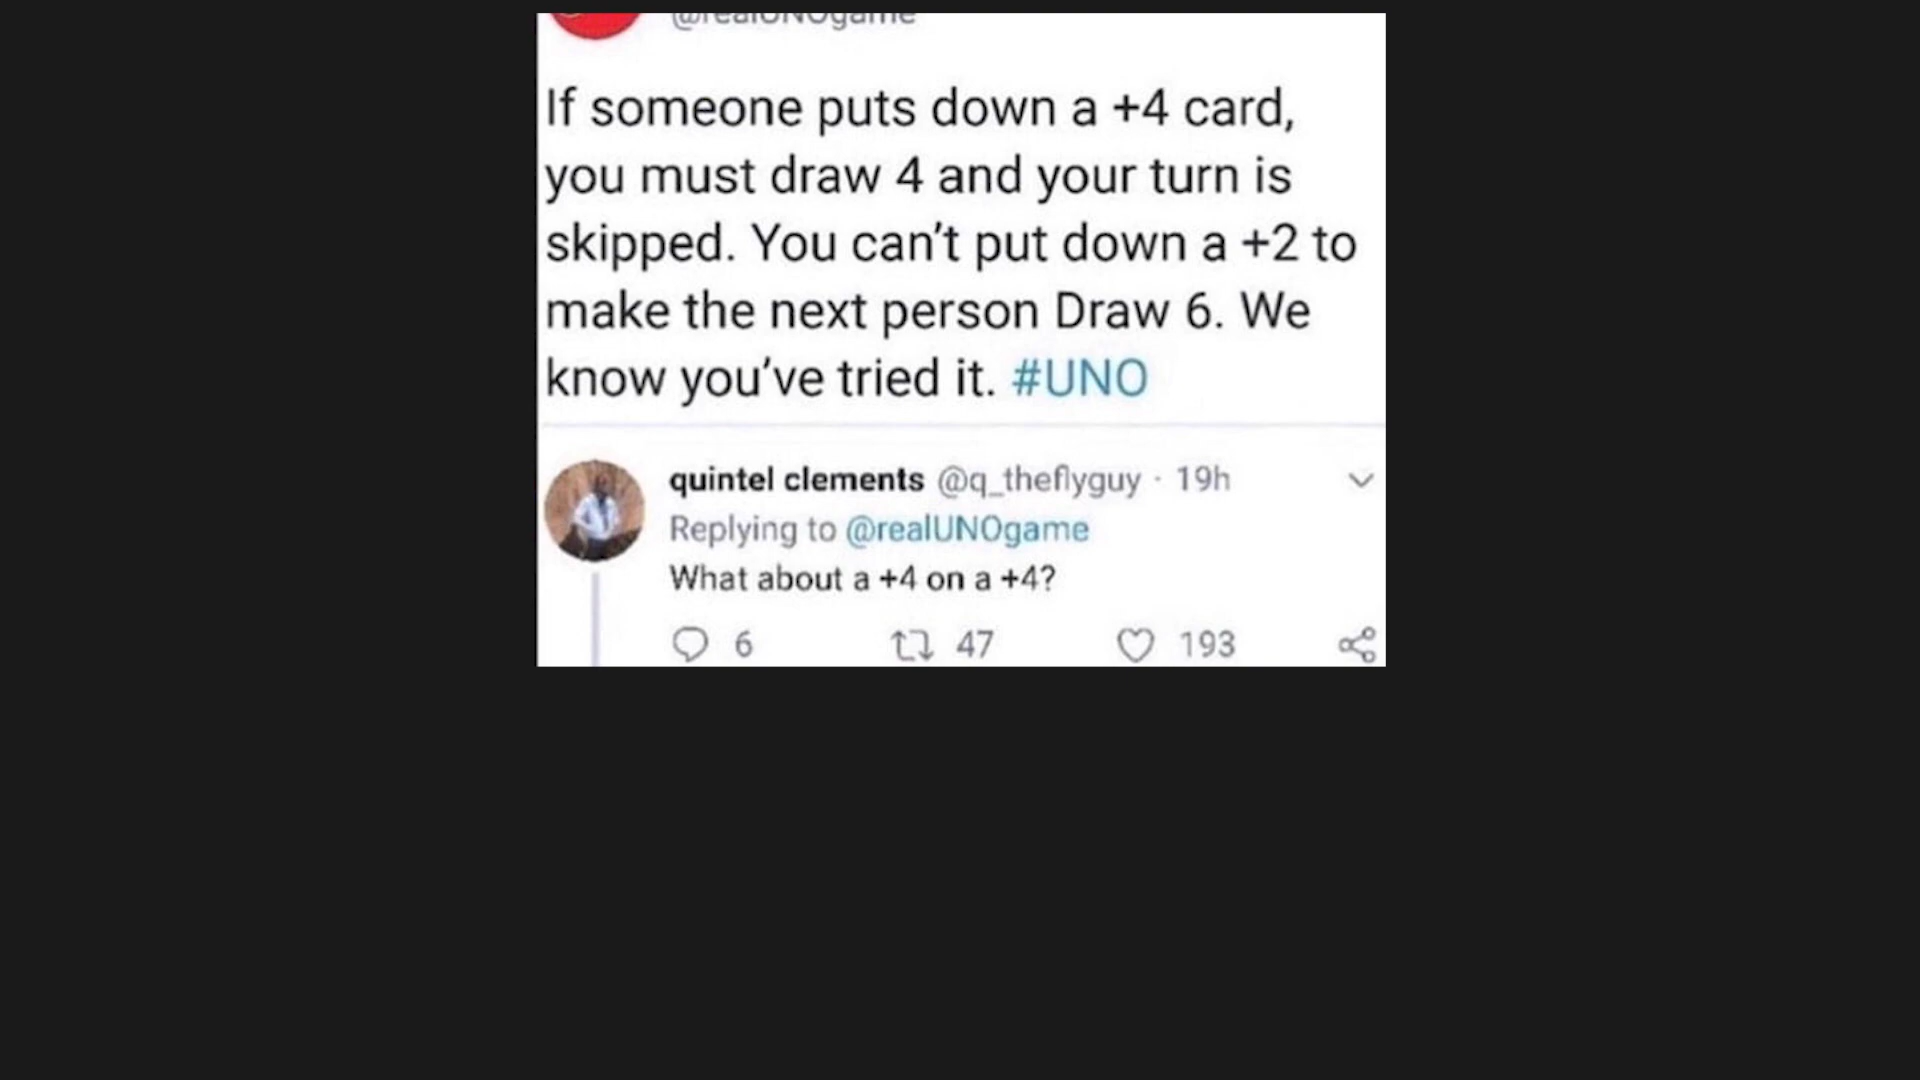 @realUNOgame
If someone puts down a +4 card,
you must draw 4 and your turn is
skipped. You can't put down a +2 to
make the next person Draw 6. We
know you've tried it. #UNO
quintel clements @q_theflyguy · 19h
Replying to @realUNOgame
What about a +4 on a +4?
6 47 193